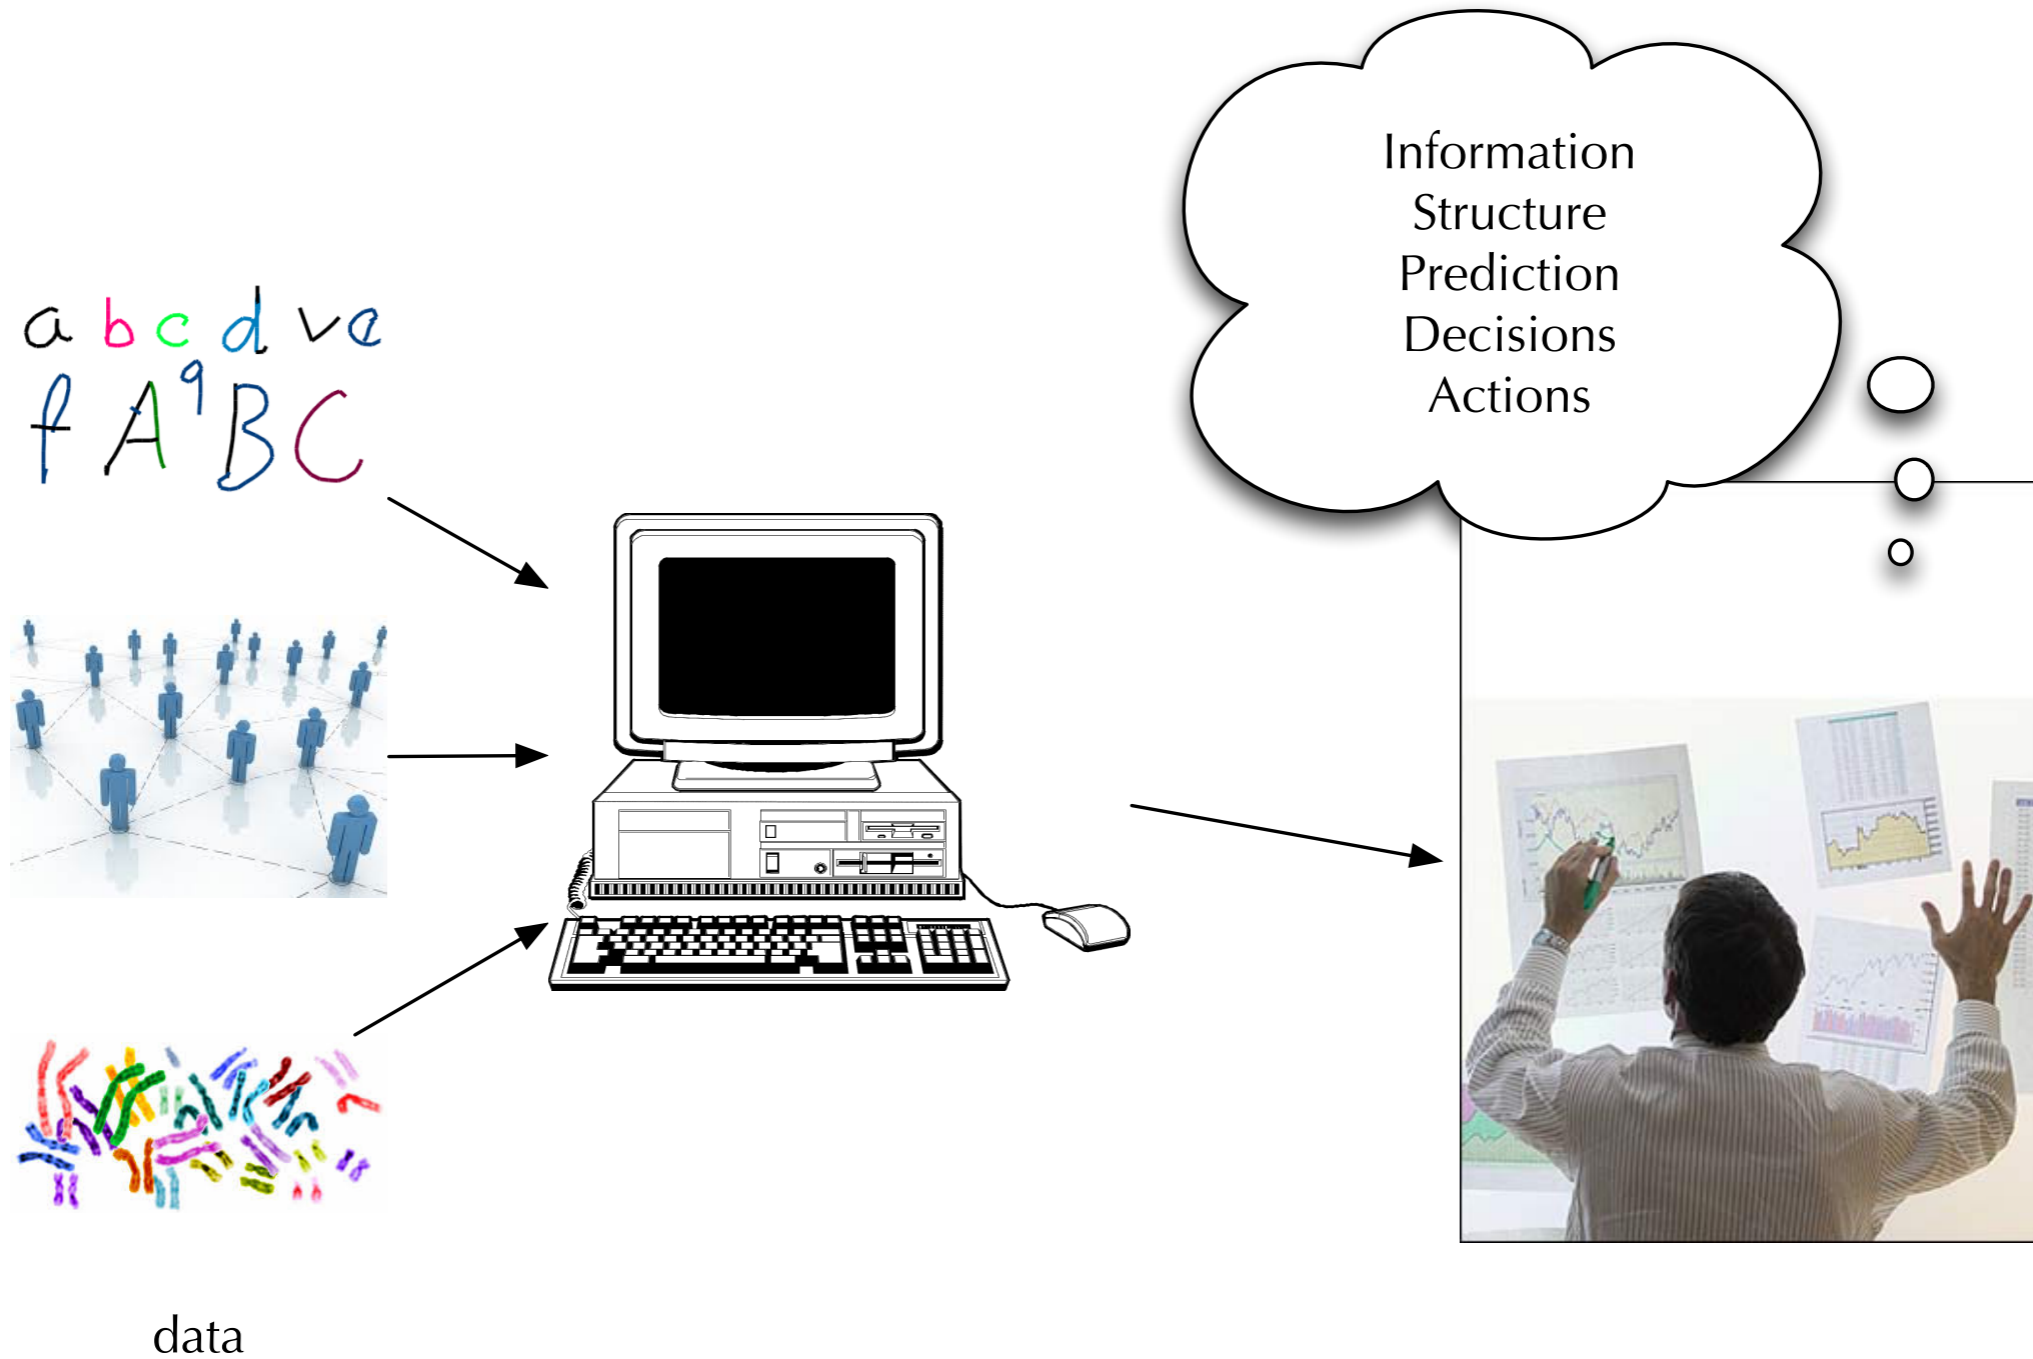 a b c d v e
f A 9 B C
data
Information
Structure
Prediction
Decisions
Actions